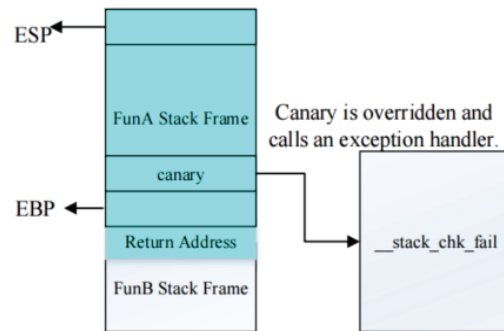 ESP
FunA Stack Frame
Canary is overridden and
calls an exception handler.
canary
EBP
Return Address
__stack_chk_fail
FunB Stack Frame